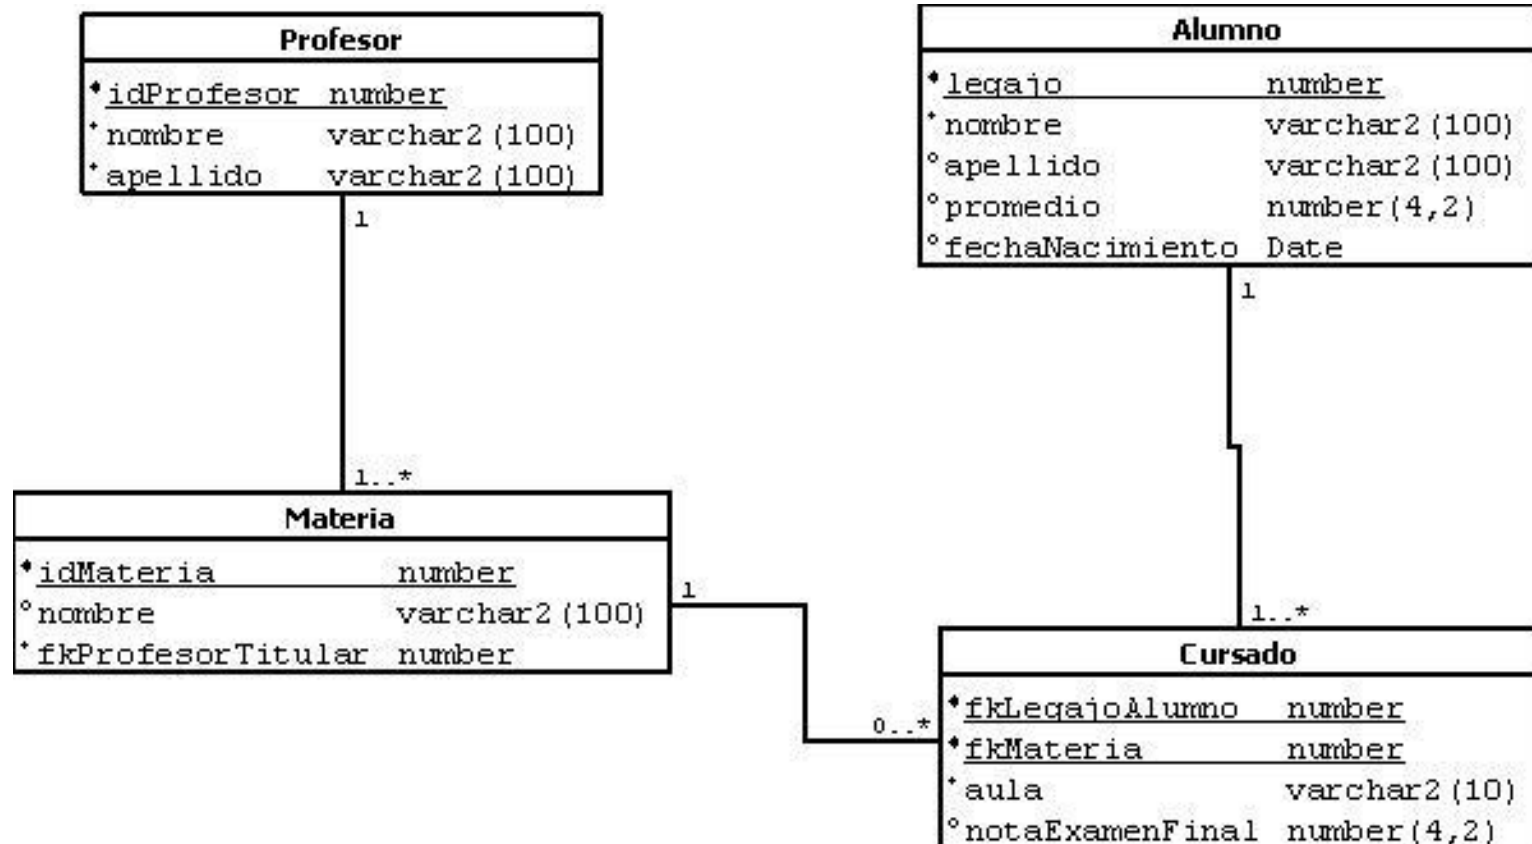 Profesor
*idProfesor number
*nombre varchar2(100)
*apellido varchar2(100)
1
1..*
Alumno
*legajo number
*nombre varchar2(100)
°apellido varchar2(100)
°promedio number(4,2)
°fechaNacimiento Date
1
1..*
Materia
*idMateria number
°nombre varchar2(100)
*fkProfesorTitular number
1
0..*
Cursado
*fkLegajoAlumno number
*fkMateria number
*aula varchar2(10)
°notaExamenFinal number(4,2)